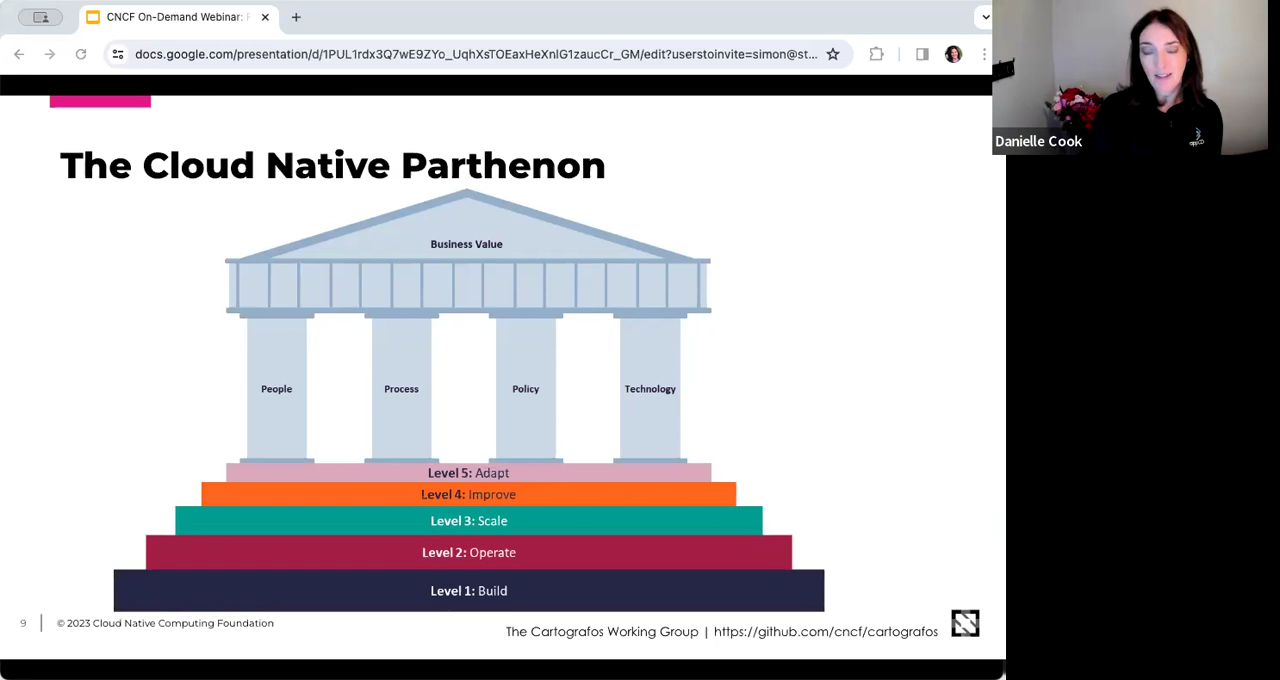 CNCF On-Demand Webinar: F
docs.google.com/presentation/d/1PUL1rdx3Q7wE9ZYo_UqhXsTOEaxHeXnlG1zaucCr_GM/edit?userstoinvite=simon@st...
Danielle Cook
The Cloud Native Parthenon
Business Value
People
Process
Policy
Technology
Level 5: Adapt
Level 4: Improve
Level 3: Scale
Level 2: Operate
Level 1: Build
9
© 2023 Cloud Native Computing Foundation
The Cartografos Working Group | https://github.com/cncf/cartografos